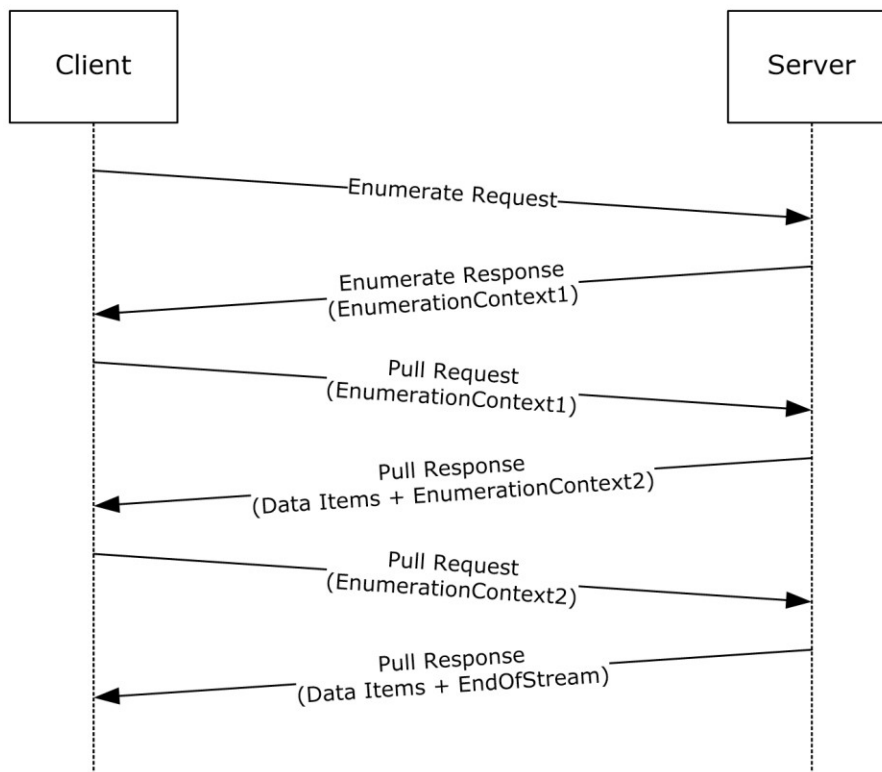 Client
Server
Enumerate Request
Enumerate Response
(EnumerationContext1)
Pull Request
(EnumerationContext1)
Pull Response
(Data Items + EnumerationContext2)
Pull Request
(EnumerationContext2)
Pull Response
(Data Items + EndOfStream)